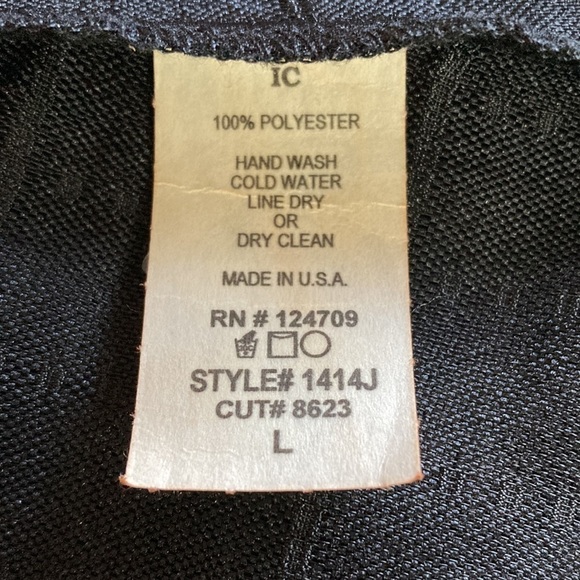 IC
100% POLYESTER
HAND WASH
COLD WATER
LINE DRY
OR
DRY CLEAN
MADE IN U.S.A.
RN # 124709
STYLE# 1414J
CUT# 8623
L